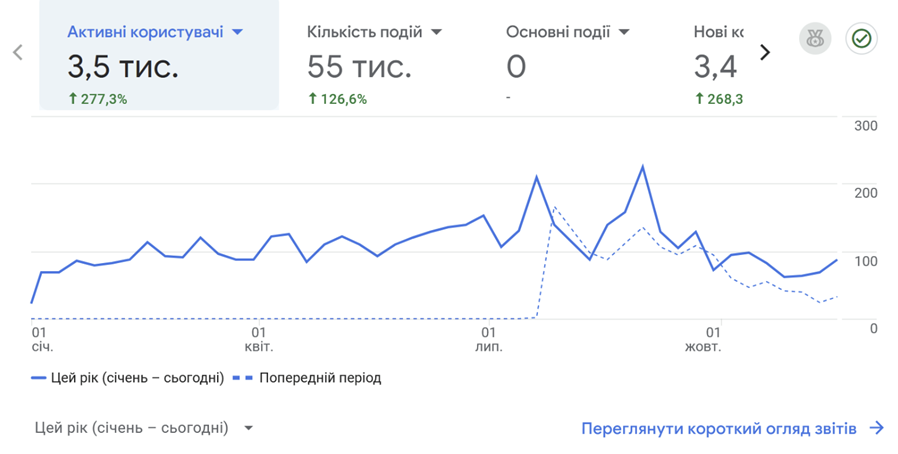 Активні користувачі
3,5 тис.
277,3%
Кількість подій
55 тис.
126,6%
Основні події
0
-
Нові кс
3,4
268,3
300
200
100
0
01
січ.
01
квіт.
01
лип.
01
жовт.
Цей рік (січень – сьогодні)
Попередній період
Цей рік (січень – сьогодні)
Переглянути короткий огляд звітів